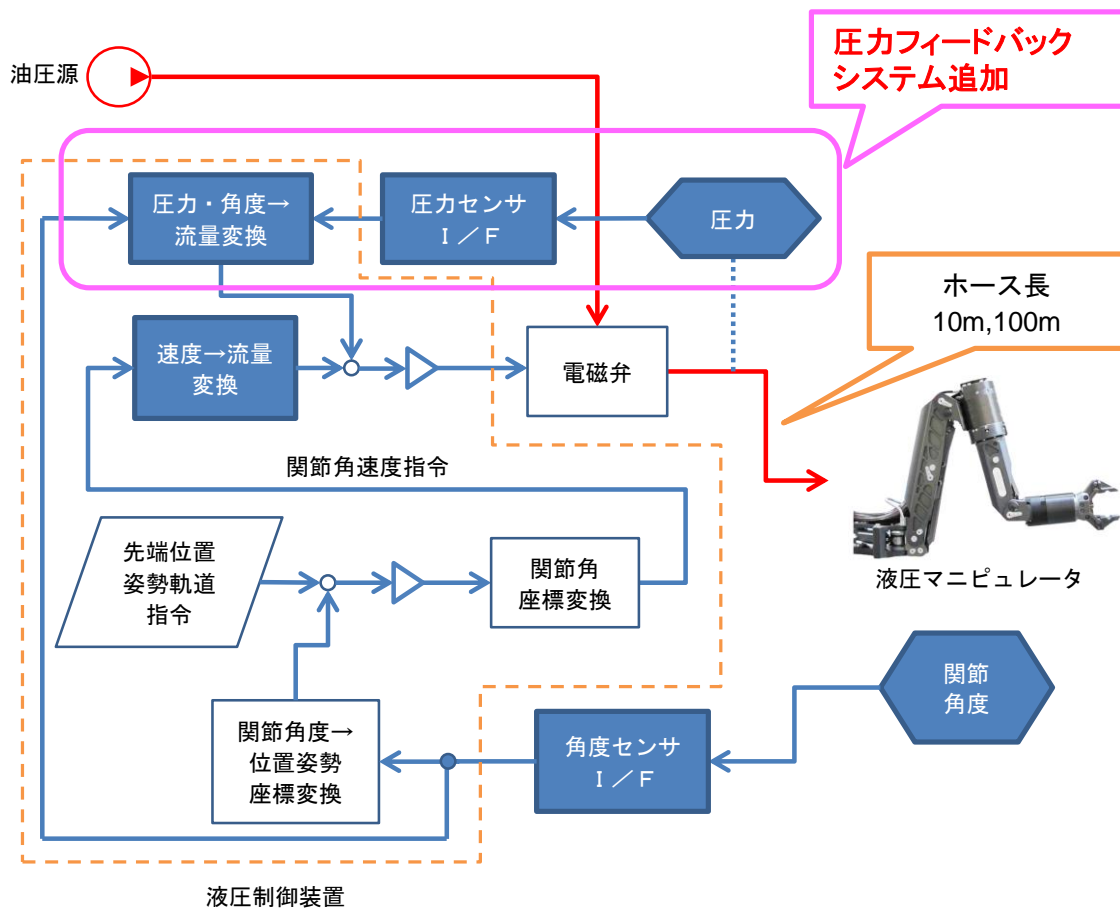 圧力フィードバック
システム追加
油圧源
圧力・角度→
流量変換
圧力センサ
Ｉ／Ｆ
圧力
ホース長
10m,100m
速度→流量
変換
電磁弁
関節角速度指令
先端位置
姿勢軌道
指令
関節角
座標変換
液圧マニピュレータ
関節角度→
位置姿勢
座標変換
角度センサ
Ｉ／Ｆ
関節
角度
液圧制御装置